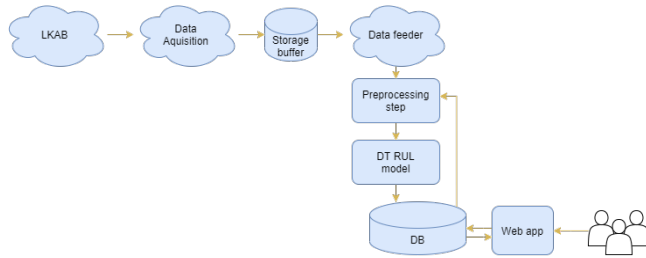 LKAB
Data
Aquisition
Storage
buffer
Data feeder
Preprocessing
step
DT RUL
model
DB
Web app